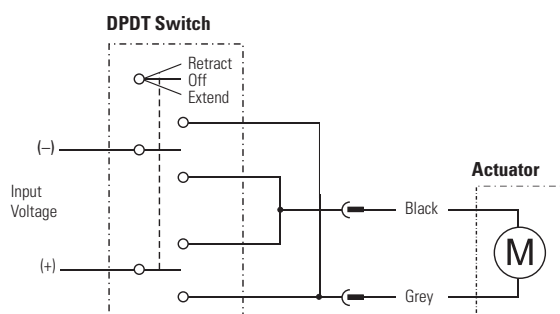 DPDT Switch
Retract
Off
Extend
(–)
Input
Voltage
(+)
Actuator
Black
M
Grey